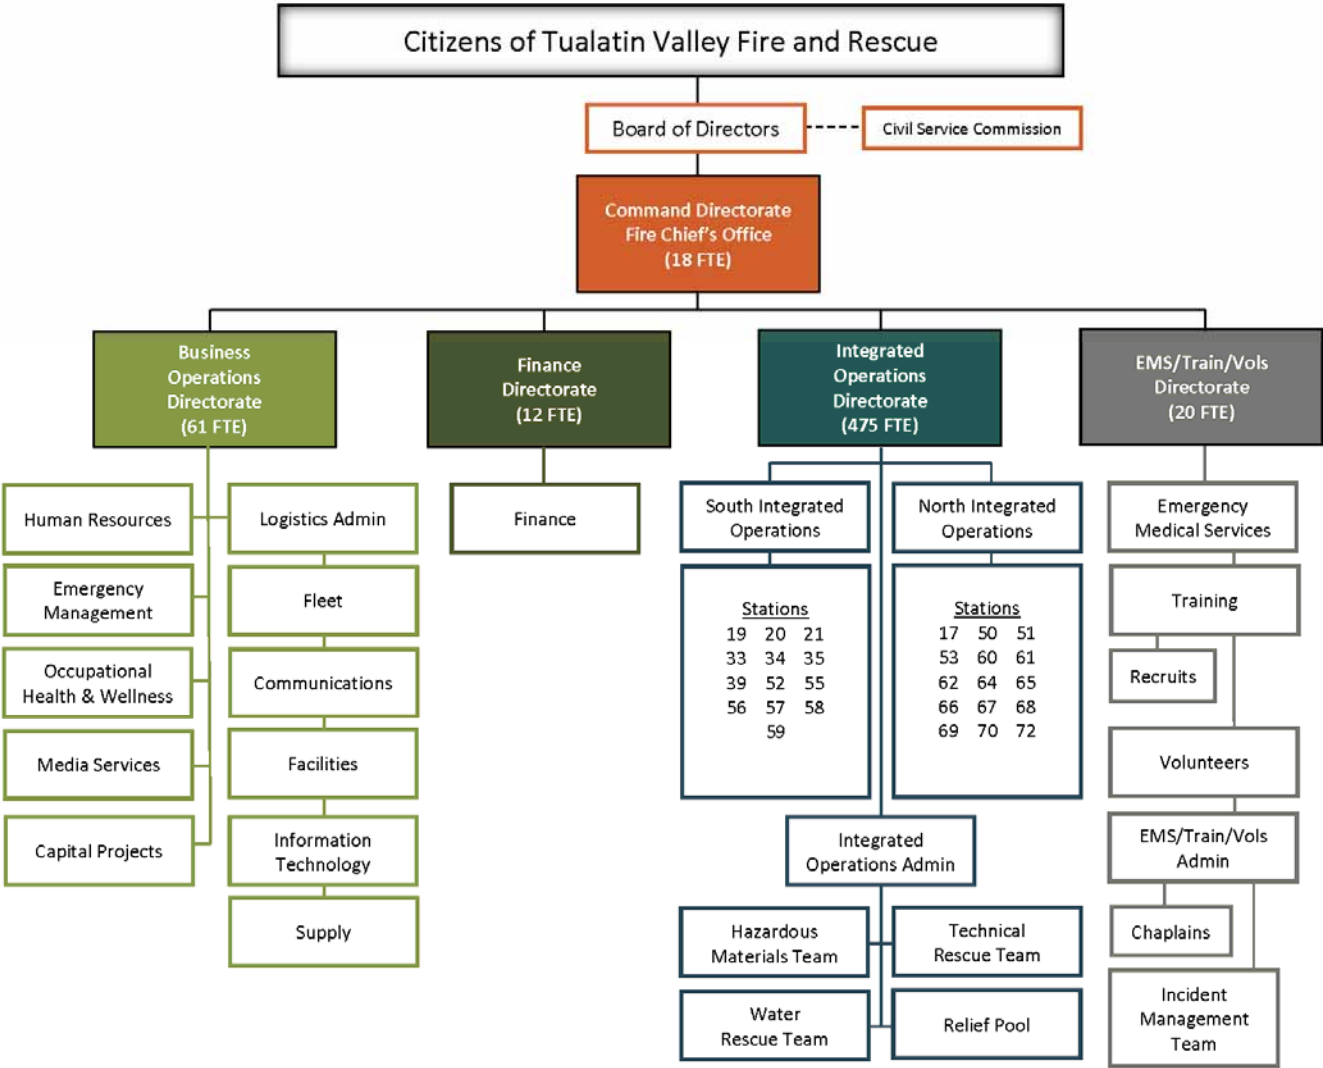 Citizens of Tualatin Valley Fire and Rescue
Board of Directors
Civil Service Commission
Command Directorate
Fire Chief's Office
(18 FTE)
Business
Operations
Directorate
(61 FTE)
Finance
Directorate
(12 FTE)
Integrated
Operations
Directorate
(475 FTE)
EMS/Train/Vols
Directorate
(20 FTE)
Human Resources
Emergency
Management
Occupational
Health & Wellness
Media Services
Capital Projects
Logistics Admin
Fleet
Communications
Facilities
Information
Technology
Supply
Finance
South Integrated
Operations
Stations
19 20 21
33 34 35
39 52 55
56 57 58
59
North Integrated
Operations
Stations
17 50 51
53 60 61
62 64 65
66 67 68
69 70 72
Integrated
Operations Admin
Hazardous
Materials Team
Technical
Rescue Team
Water
Rescue Team
Relief Pool
Emergency
Medical Services
Training
Recruits
Volunteers
EMS/Train/Vols
Admin
Chaplains
Incident
Management
Team